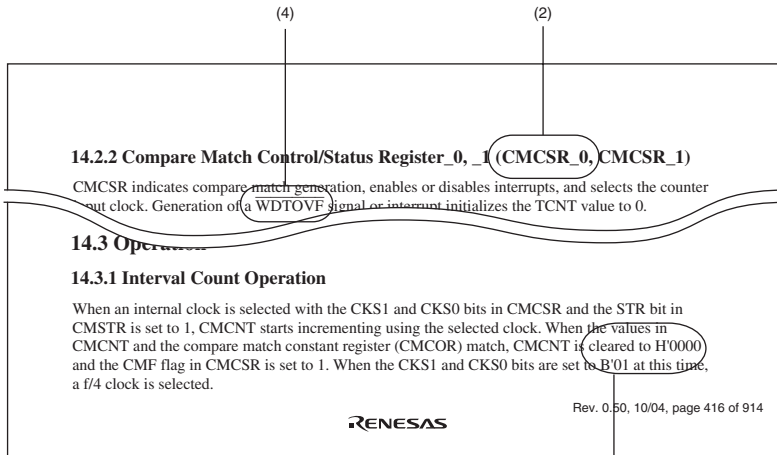 (4) (2)
14.2.2 Compare Match Control/Status Register_0, _1 (CMCSR_0, CMCSR_1)
CMCSR indicates compare match generation, enables or disables interrupts, and selects the counter
input clock. Generation of a WDTOVF signal or interrupt initializes the TCNT value to 0.
14.3 Operation
14.3.1 Interval Count Operation
When an internal clock is selected with the CKS1 and CKS0 bits in CMCSR and the STR bit in
CMSTR is set to 1, CMCNT starts incrementing using the selected clock. When the values in
CMCNT and the compare match constant register (CMCOR) match, CMCNT is cleared to H'0000
and the CMF flag in CMCSR is set to 1. When the CKS1 and CKS0 bits are set to B'01 at this time,
a f/4 clock is selected.
Rev. 0.50, 10/04, page 416 of 914
RENESAS